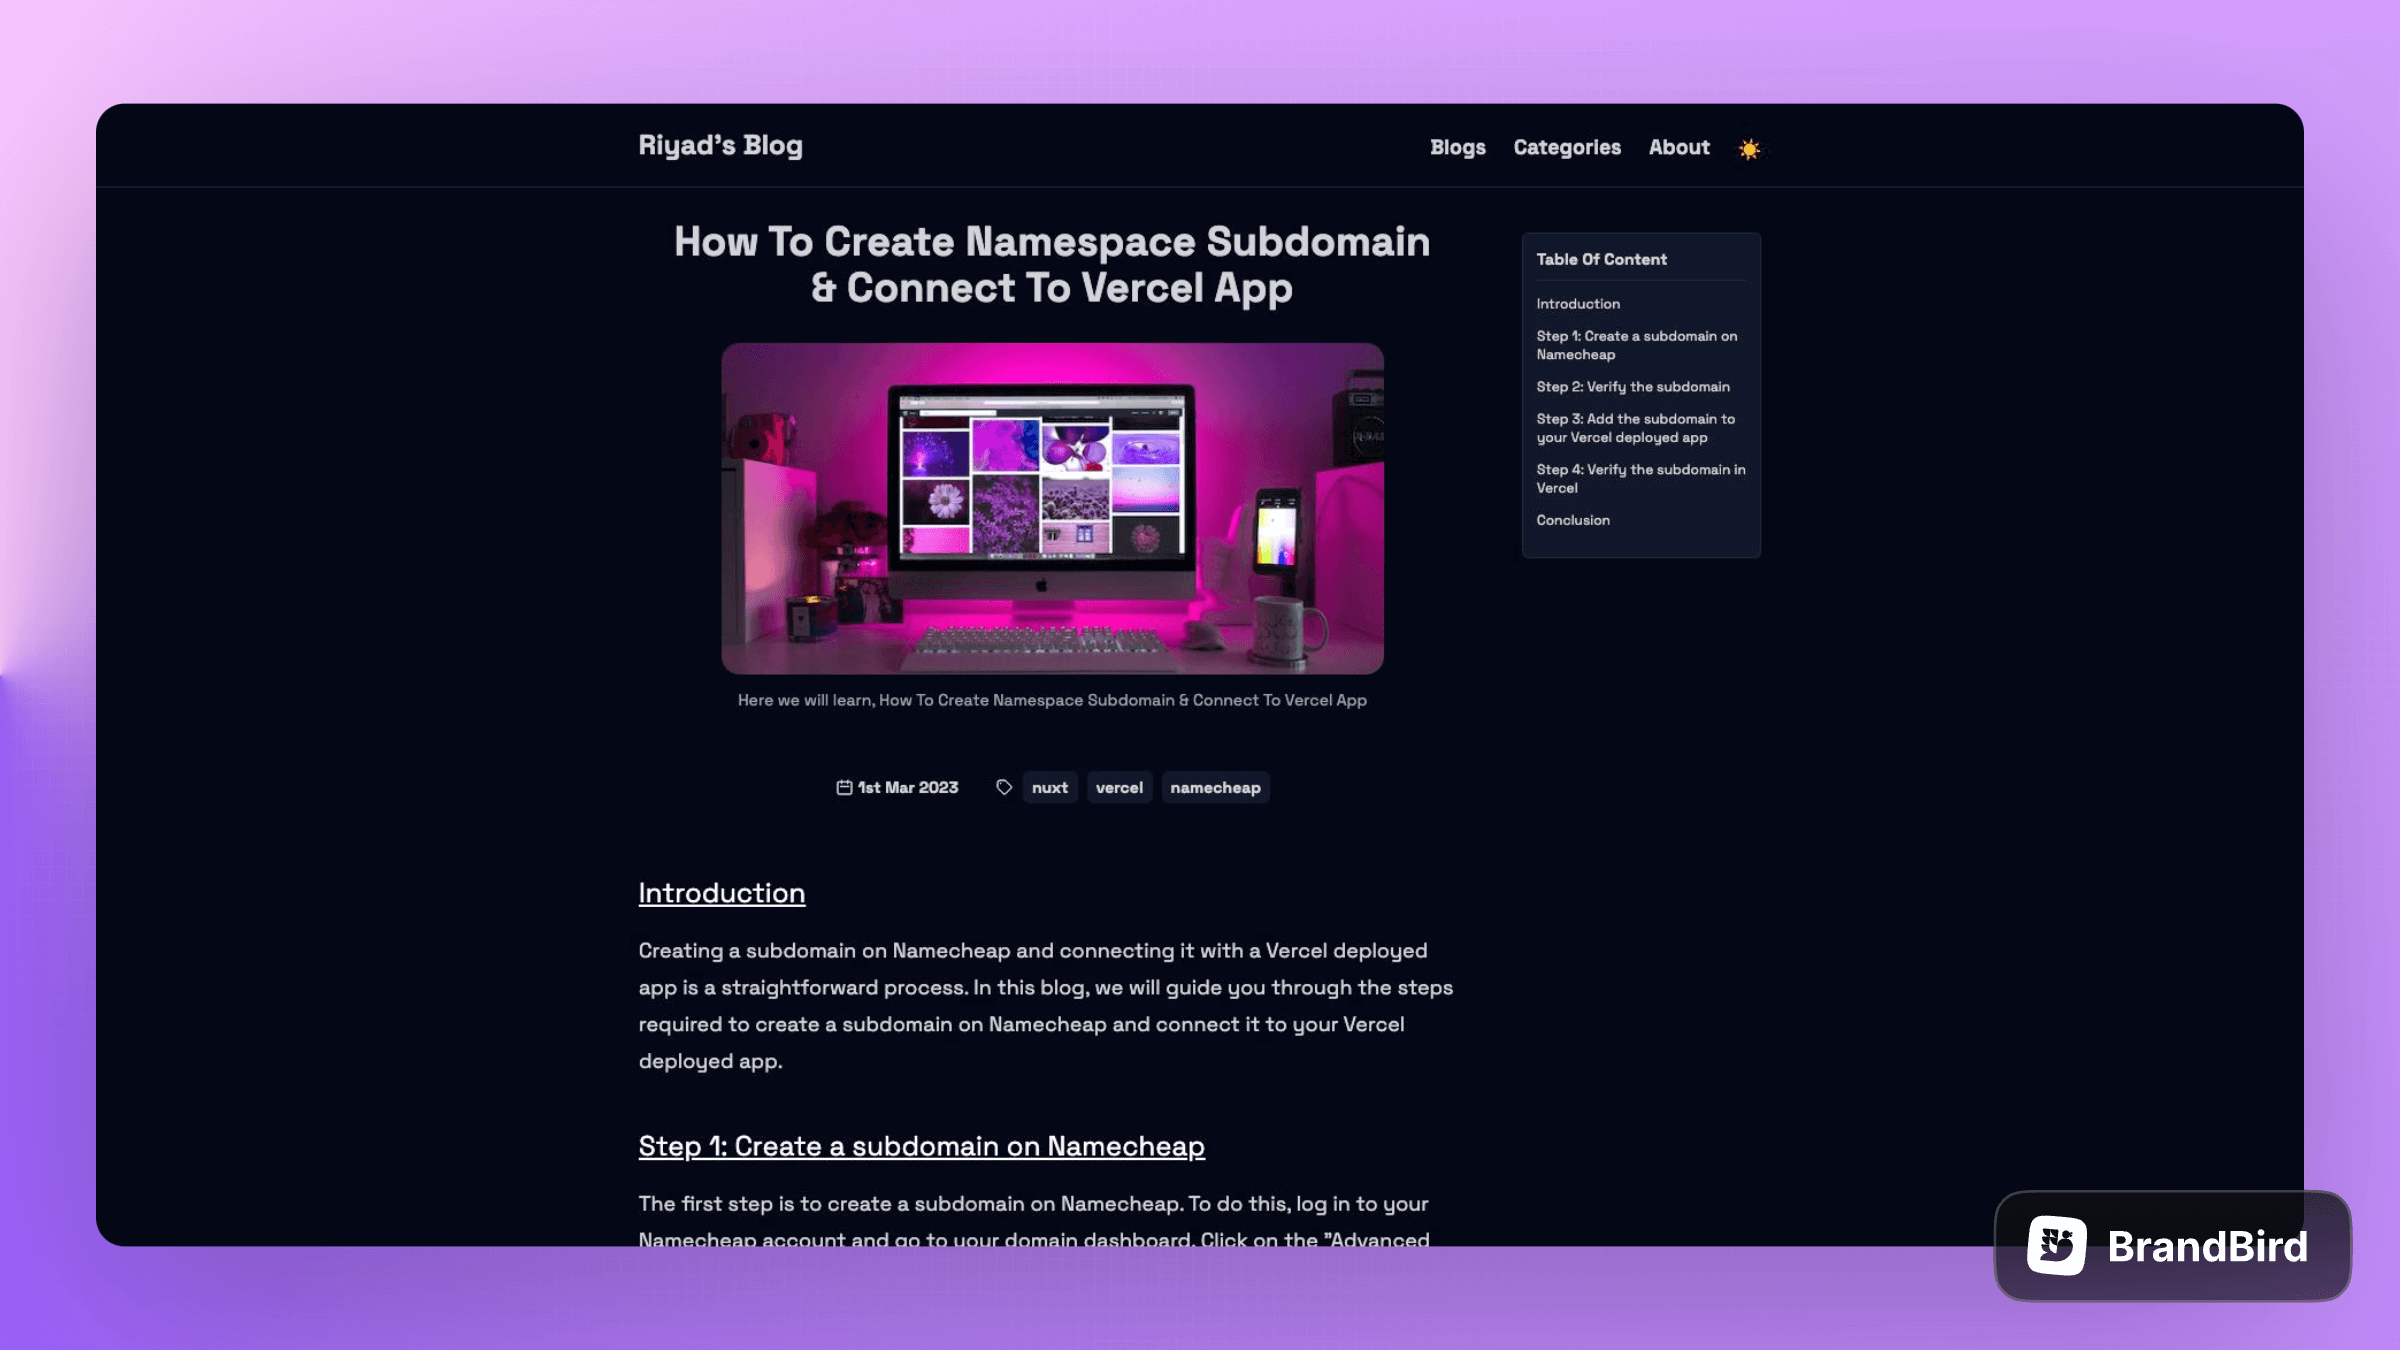 Riyad's Blog
Blogs Categories About
How To Create Namespace Subdomain
& Connect To Vercel App
Here we will learn, How To Create Namespace Subdomain & Connect To Vercel App
1st Mar 2023 nuxt vercel namecheap
Introduction
Creating a subdomain on Namecheap and connecting it with a Vercel deployed
app is a straightforward process. In this blog, we will guide you through the steps
required to create a subdomain on Namecheap and connect it to your Vercel
deployed app.
Step 1: Create a subdomain on Namecheap
The first step is to create a subdomain on Namecheap. To do this, log in to your
Namecheap account and go to your domain dashboard. Click on the "Advanced
Table Of Content
Introduction
Step 1: Create a subdomain on
Namecheap
Step 2: Verify the subdomain
Step 3: Add the subdomain to
your Vercel deployed app
Step 4: Verify the subdomain in
Vercel
Conclusion
BrandBird